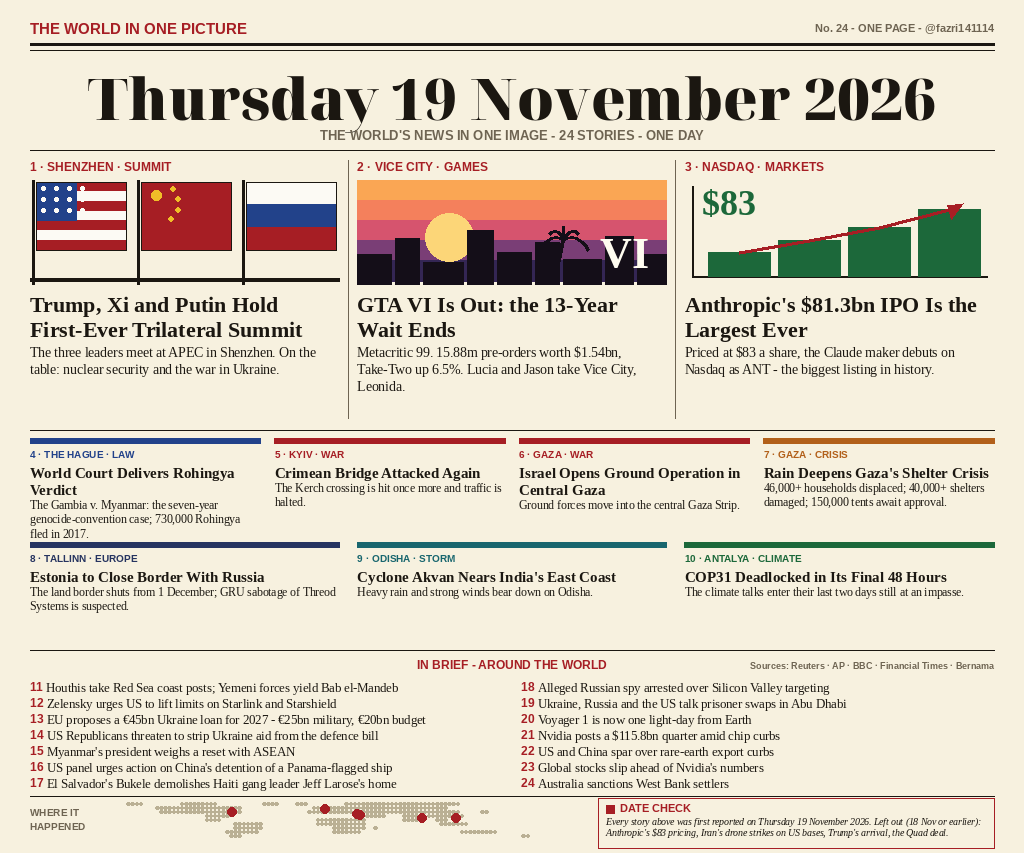 THE WORLD IN ONE PICTURE
No. 24 - ONE PAGE - @fazri141114
Thursday 19 November 2026
THE WORLD'S NEWS IN ONE IMAGE - 24 STORIES - ONE DAY
1 · SHENZHEN · SUMMIT
Trump, Xi and Putin Hold
First-Ever Trilateral Summit
The three leaders meet at APEC in Shenzhen. On the
table: nuclear security and the war in Ukraine.
2 · VICE CITY · GAMES
VI
GTA VI Is Out: the 13-Year
Wait Ends
Metacritic 99. 15.88m pre-orders worth $1.54bn,
Take-Two up 6.5%. Lucia and Jason take Vice City,
Leonida.
3 · NASDAQ · MARKETS
$83
Anthropic's $81.3bn IPO Is the
Largest Ever
Priced at $83 a share, the Claude maker debuts on
Nasdaq as ANT - the biggest listing in history.
4 · THE HAGUE · LAW
World Court Delivers Rohingya
Verdict
The Gambia v. Myanmar: the seven-year
genocide-convention case; 730,000 Rohingya
fled in 2017.
5 · KYIV · WAR
Crimean Bridge Attacked Again
The Kerch crossing is hit once more and traffic is
halted.
6 · GAZA · WAR
Israel Opens Ground Operation in
Central Gaza
Ground forces move into the central Gaza Strip.
7 · GAZA · CRISIS
Rain Deepens Gaza's Shelter Crisis
46,000+ households displaced; 40,000+ shelters
damaged; 150,000 tents await approval.
8 · TALLINN · EUROPE
Estonia to Close Border With Russia
The land border shuts from 1 December; GRU sabotage of Threod
Systems is suspected.
9 · ODISHA · STORM
Cyclone Akvan Nears India's East Coast
Heavy rain and strong winds bear down on Odisha.
10 · ANTALYA · CLIMATE
COP31 Deadlocked in Its Final 48 Hours
The climate talks enter their last two days still at an impasse.
IN BRIEF - AROUND THE WORLD
Sources: Reuters · AP · BBC · Financial Times · Bernama
11 Houthis take Red Sea coast posts; Yemeni forces yield Bab el-Mandeb
12 Zelensky urges US to lift limits on Starlink and Starshield
13 EU proposes a €45bn Ukraine loan for 2027 - €25bn military, €20bn budget
14 US Republicans threaten to strip Ukraine aid from the defence bill
15 Myanmar's president weighs a reset with ASEAN
16 US panel urges action on China's detention of a Panama-flagged ship
17 El Salvador's Bukele demolishes Haiti gang leader Jeff Larose's home
18 Alleged Russian spy arrested over Silicon Valley targeting
19 Ukraine, Russia and the US talk prisoner swaps in Abu Dhabi
20 Voyager 1 is now one light-day from Earth
21 Nvidia posts a $115.8bn quarter amid chip curbs
22 US and China spar over rare-earth export curbs
23 Global stocks slip ahead of Nvidia's numbers
24 Australia sanctions West Bank settlers
WHERE IT
HAPPENED
DATE CHECK
Every story above was first reported on Thursday 19 November 2026. Left out (18 Nov or earlier):
Anthropic's $83 pricing, Iran's drone strikes on US bases, Trump's arrival, the Quad deal.